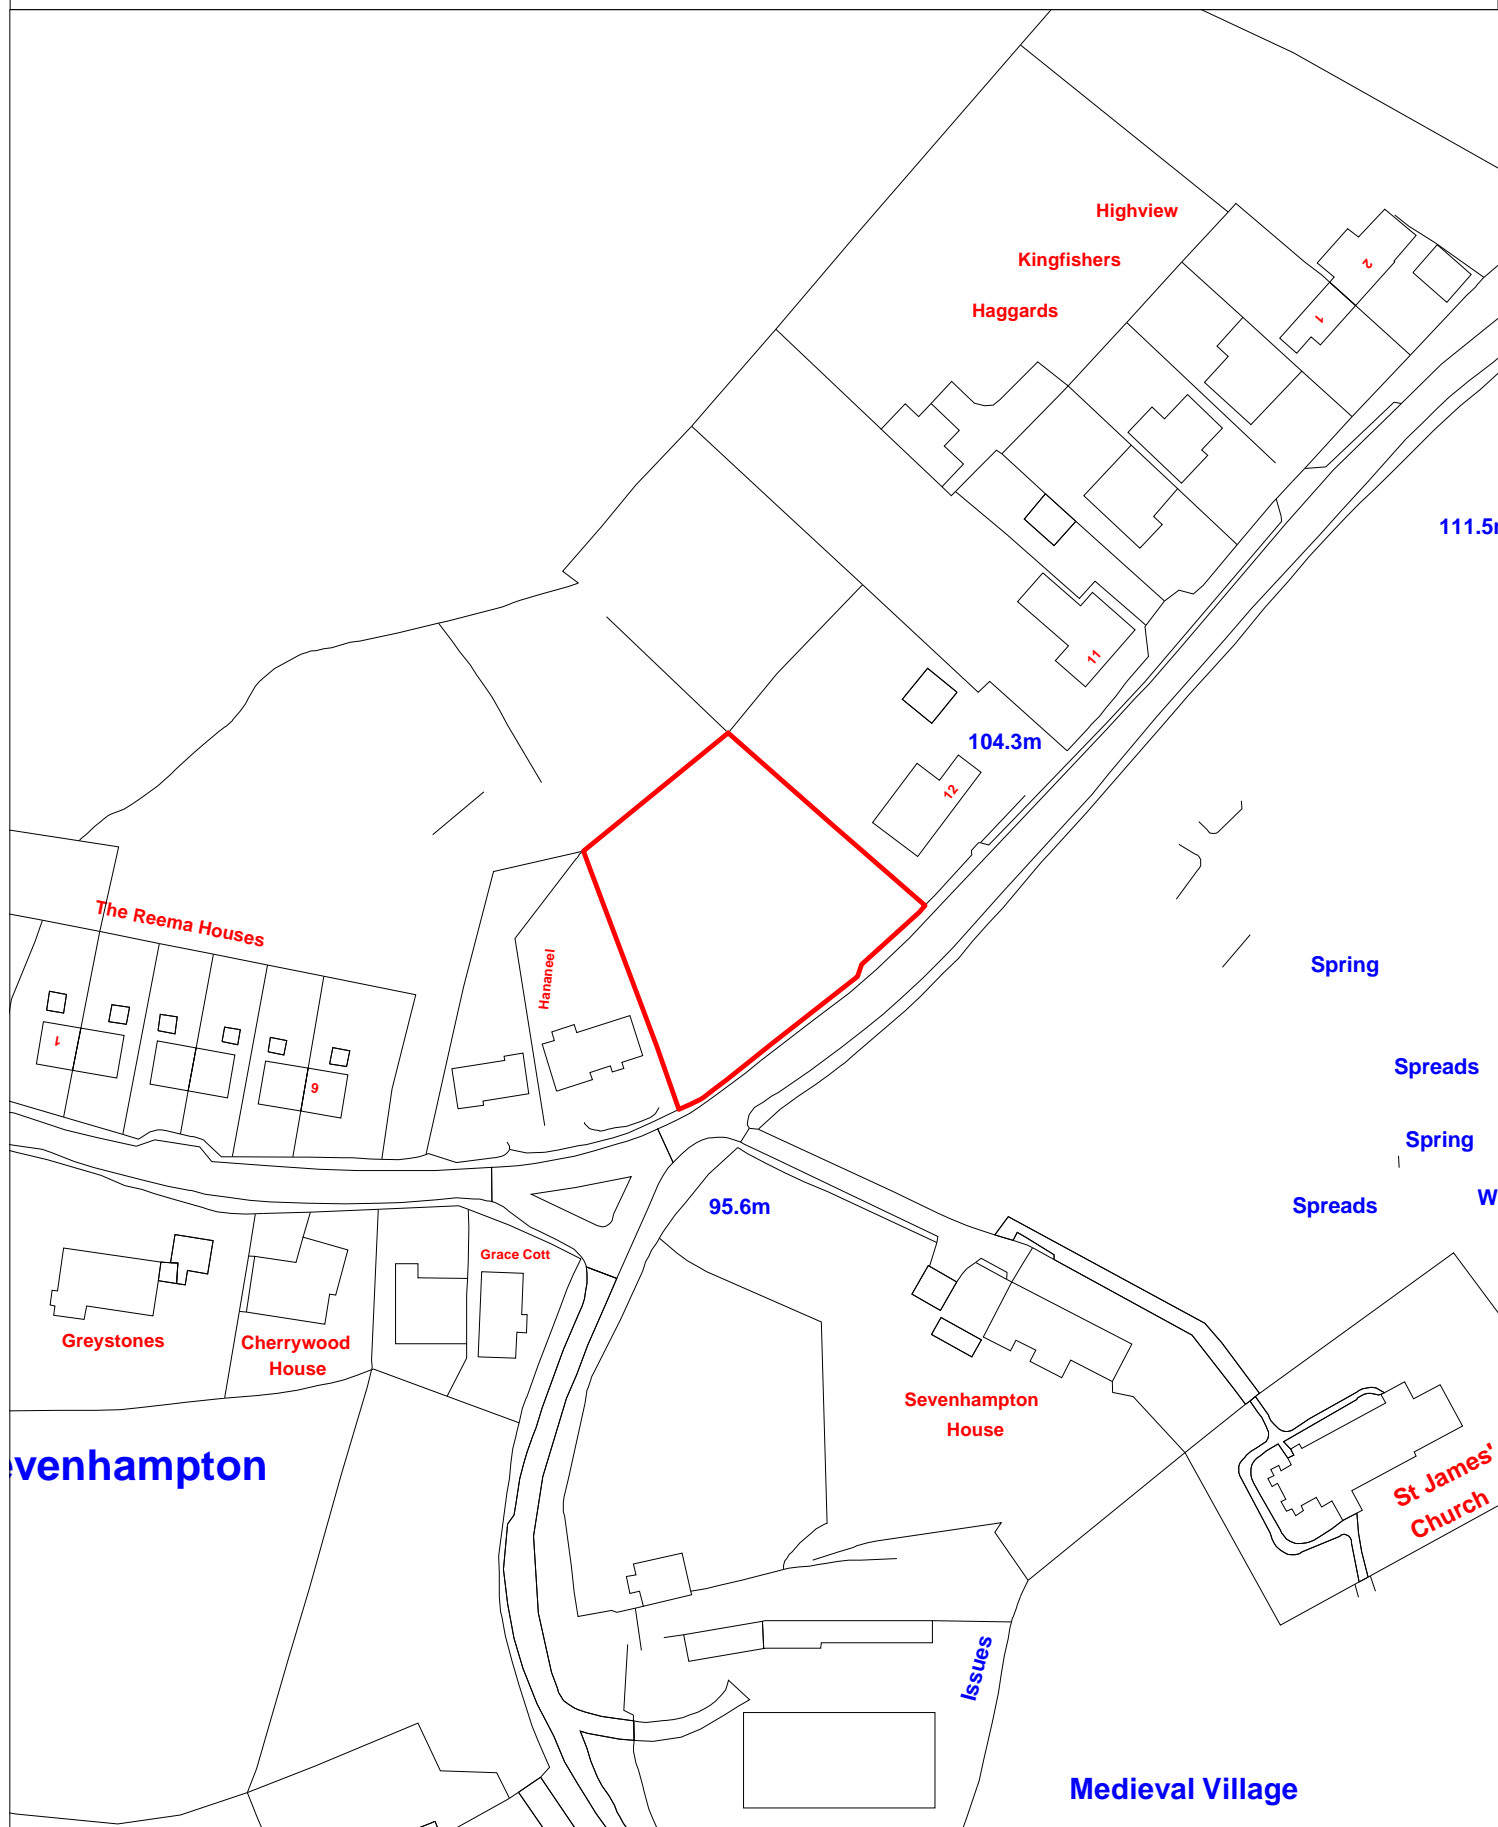 Highview
Kingfishers
Haggards
2
1
111.5
11
104.3m
12
The Reema Houses
Hananeel
Spring
1
6
Spreads
Spring
95.6m
Spreads
W
Grace Cott
Greystones
Cherrywood
House
Sevenhampton
House
evenhampton
St James'
Church
Issues
Medieval Village